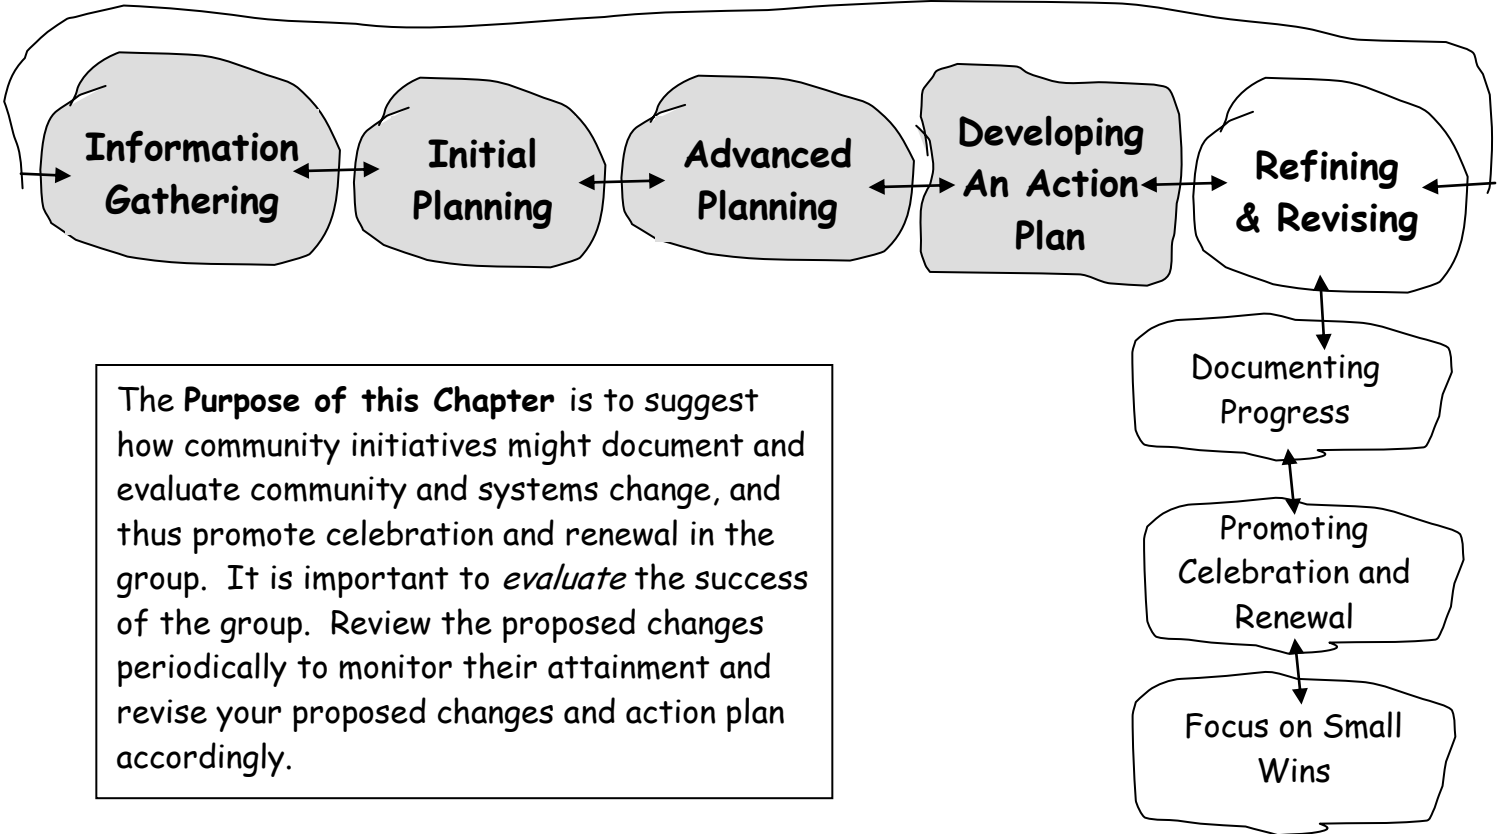 Information
Gathering
Initial
Planning
Advanced
Planning
Developing
An Action
Plan
Refining
& Revising
Documenting
Progress
Promoting
Celebration and
Renewal
Focus on Small
Wins
The Purpose of this Chapter is to suggest
how community initiatives might document and
evaluate community and systems change, and
thus promote celebration and renewal in the
group. It is important to evaluate the success
of the group. Review the proposed changes
periodically to monitor their attainment and
revise your proposed changes and action plan
accordingly.